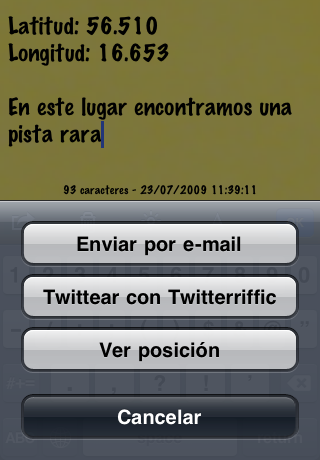 Latitud: 56.510
Longitud: 16.653
En este lugar encontramos una
pista rara
93 caracteres - 23/07/2009 11:39:11
Enviar por e-mail
Twittear con Twitterriffic
Ver posición
Cancelar